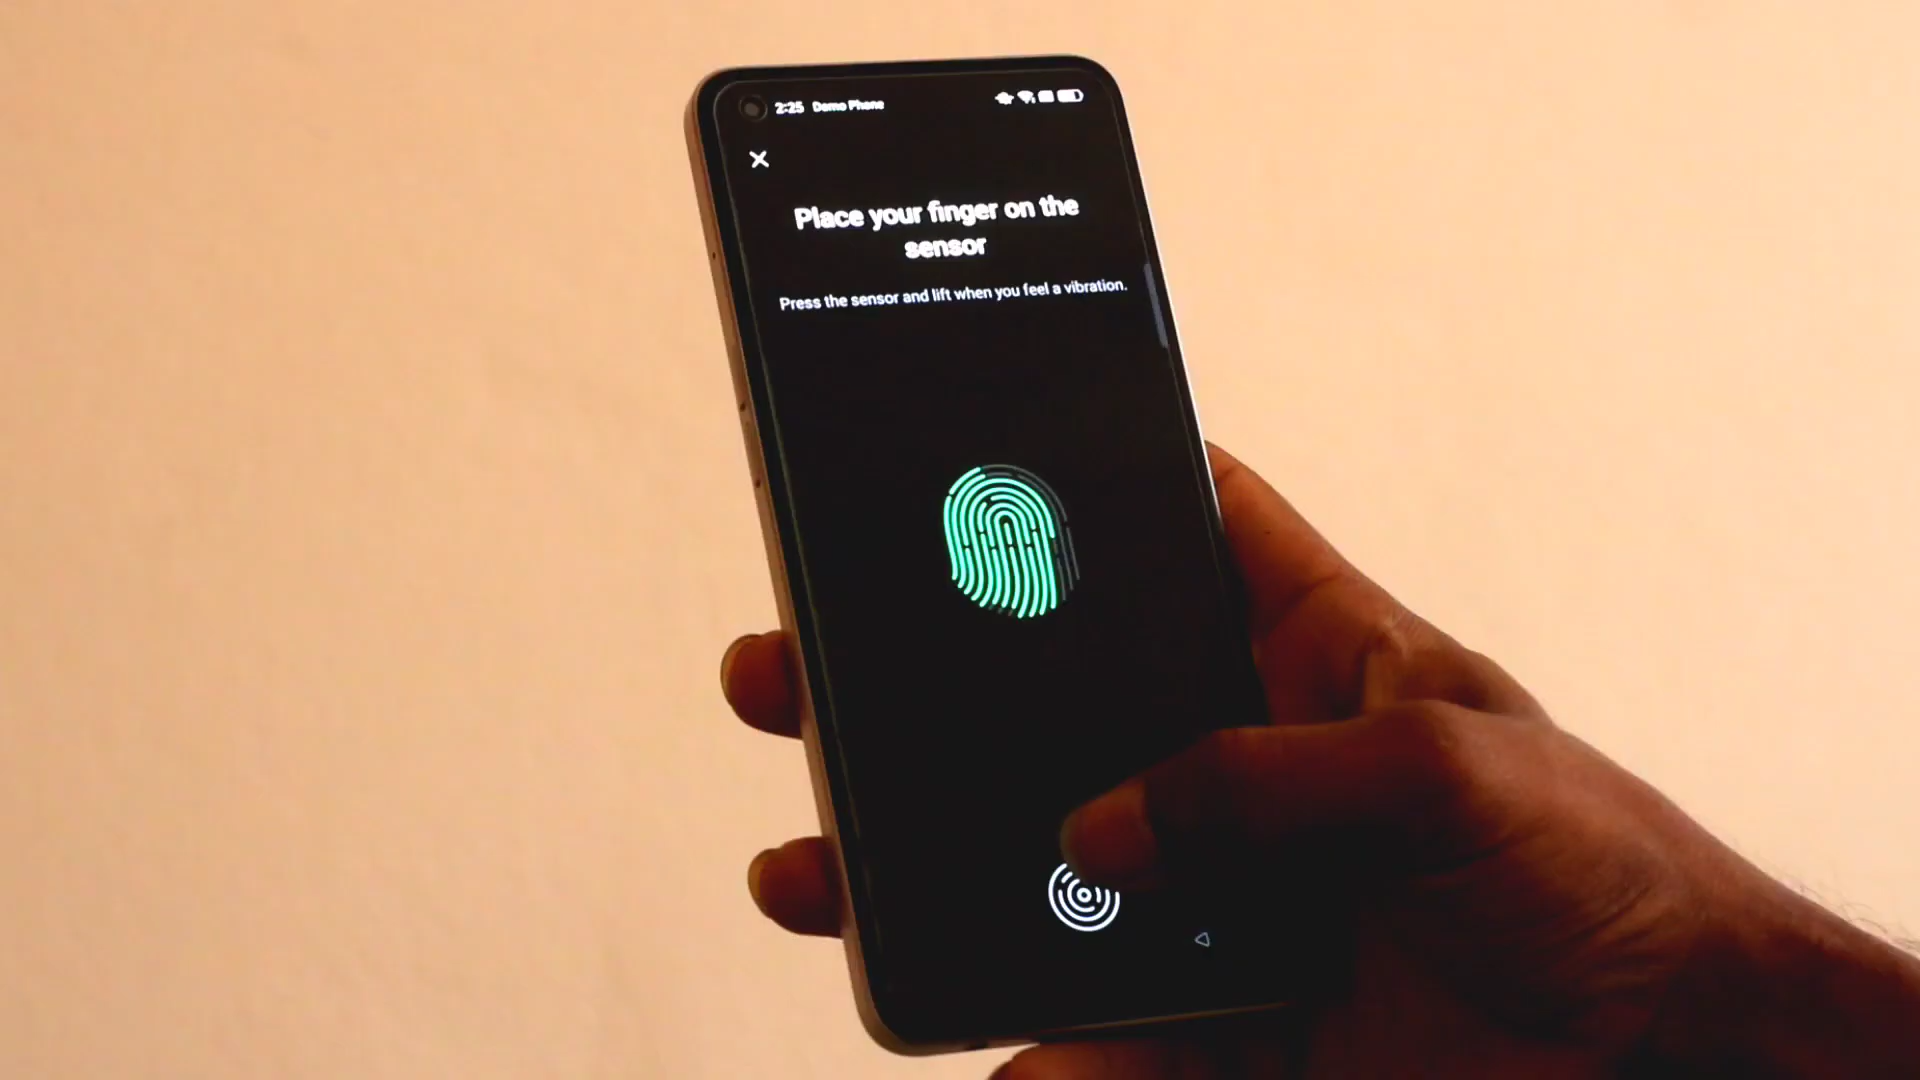 2:25 Demo Phone
Place your finger on the
sensor
Press the sensor and lift when you feel a vibration.